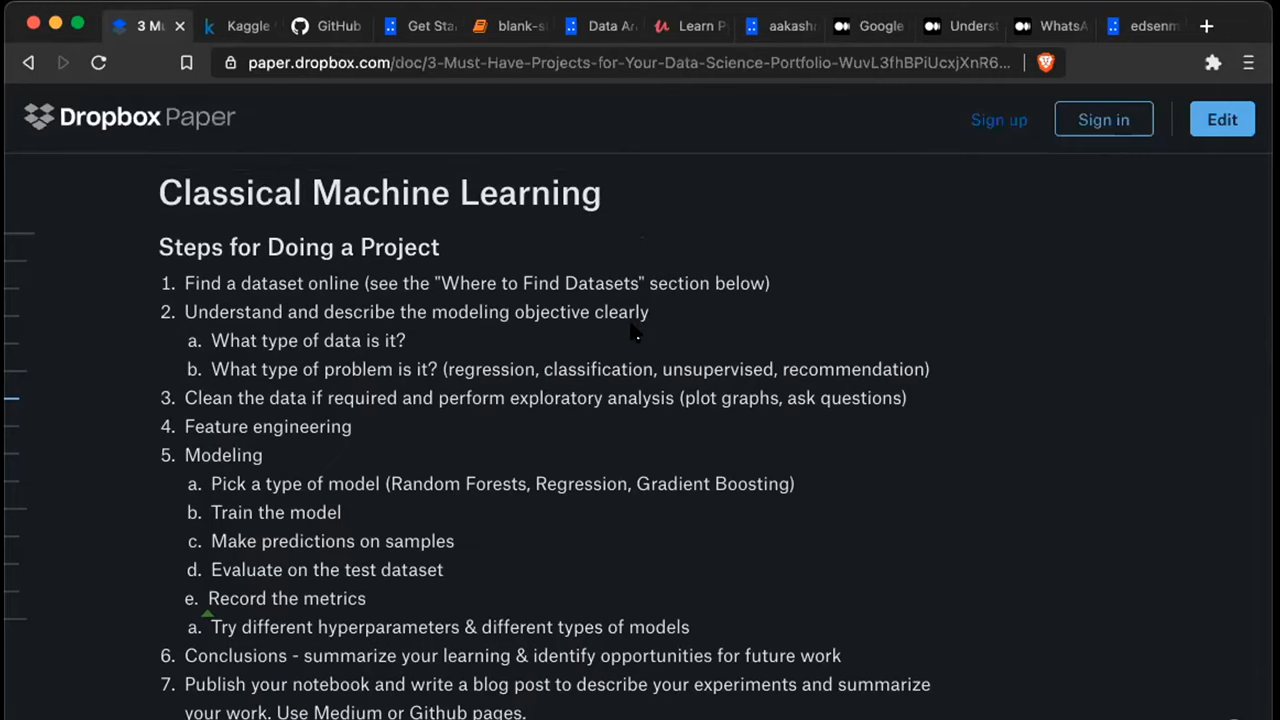 3 Mu
Kaggle
GitHub
Get Sta
blank-s
Data An
Learn P
aakash
Google
Underst
WhatsA
edsenm
paper.dropbox.com/doc/3-Must-Have-Projects-for-Your-Data-Science-Portfolio-WuvL3fhBPiUcxjXnR6...
Dropbox Paper
Sign up
Sign in
Edit
Classical Machine Learning
Steps for Doing a Project
1. Find a dataset online (see the "Where to Find Datasets" section below)
2. Understand and describe the modeling objective clearly
a. What type of data is it?
b. What type of problem is it? (regression, classification, unsupervised, recommendation)
3. Clean the data if required and perform exploratory analysis (plot graphs, ask questions)
4. Feature engineering
5. Modeling
a. Pick a type of model (Random Forests, Regression, Gradient Boosting)
b. Train the model
c. Make predictions on samples
d. Evaluate on the test dataset
e. Record the metrics
a. Try different hyperparameters & different types of models
6. Conclusions - summarize your learning & identify opportunities for future work
7. Publish your notebook and write a blog post to describe your experiments and summarize
your work. Use Medium or Github pages.